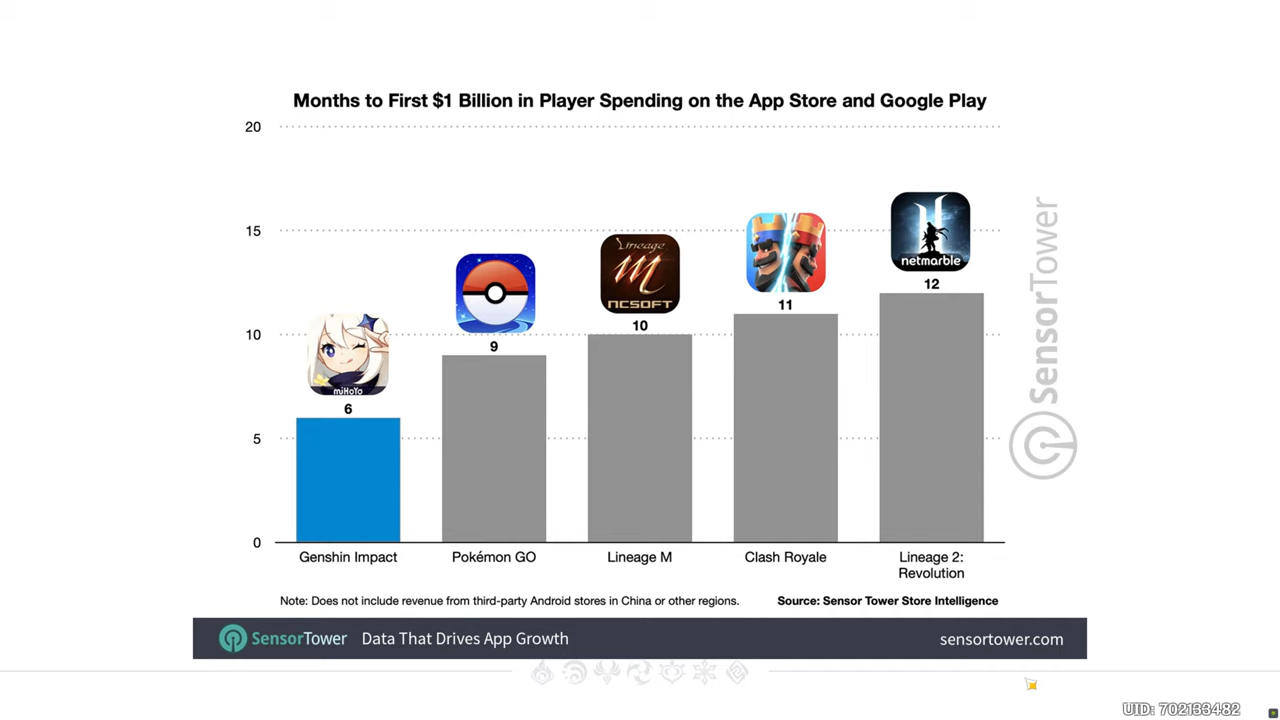 Months to First $1 Billion in Player Spending on the App Store and Google Play
20
15
10
5
0
miHoYo
6
9
Lineage
M
NCSOFT
10
11
netmarble
12
Genshin Impact
Pokémon GO
Lineage M
Clash Royale
Lineage 2:
Revolution
SensorTower
Note: Does not include revenue from third-party Android stores in China or other regions.
Source: Sensor Tower Store Intelligence
SensorTower Data That Drives App Growth
sensortower.com
UID: 702133482